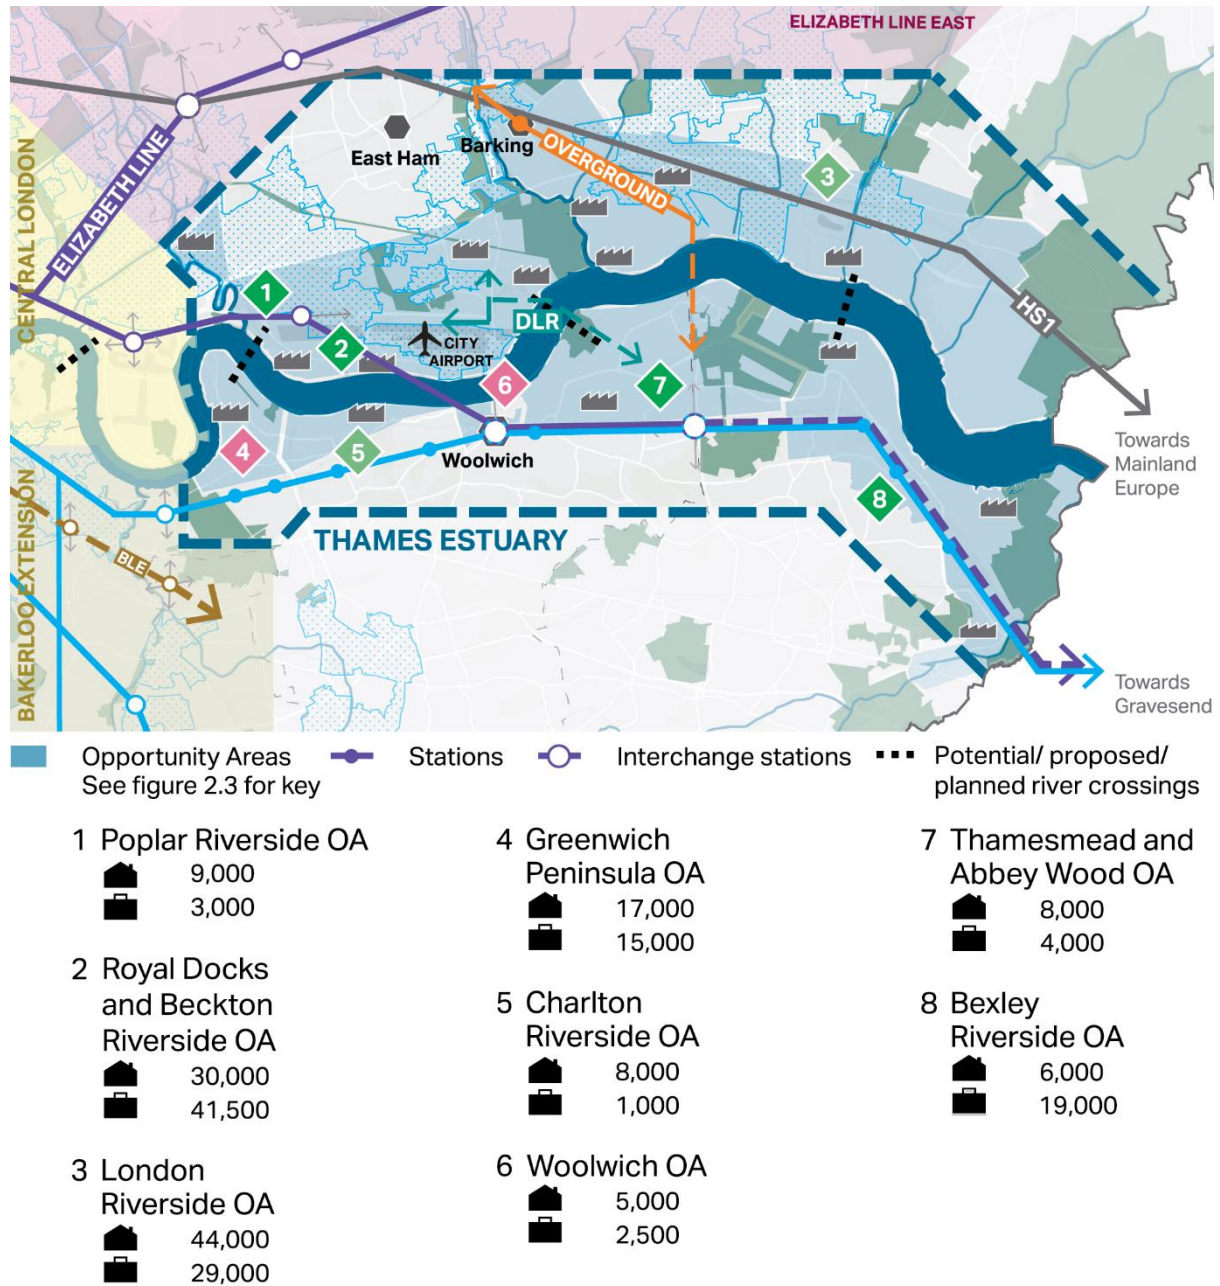 ELIZABETH LINE EAST
CENTRAL LONDON
ELIZABETH LINE
East Ham
Barking
OVERGROUND
3
1
2
CITY
AIRPORT
DLR
HS1
6
7
4
5
Woolwich
8
Towards
Mainland
Europe
BAKERLOO EXTENSION
BLE
THAMES ESTUARY
Towards
Gravesend
Opportunity Areas
See figure 2.3 for key
Stations
Interchange stations
Potential/ proposed/
planned river crossings
1 Poplar Riverside OA
9,000
3,000
2 Royal Docks
and Beckton
Riverside OA
30,000
41,500
3 London
Riverside OA
44,000
29,000
4 Greenwich
Peninsula OA
17,000
15,000
5 Charlton
Riverside OA
8,000
1,000
6 Woolwich OA
5,000
2,500
7 Thamesmead and
Abbey Wood OA
8,000
4,000
8 Bexley
Riverside OA
6,000
19,000